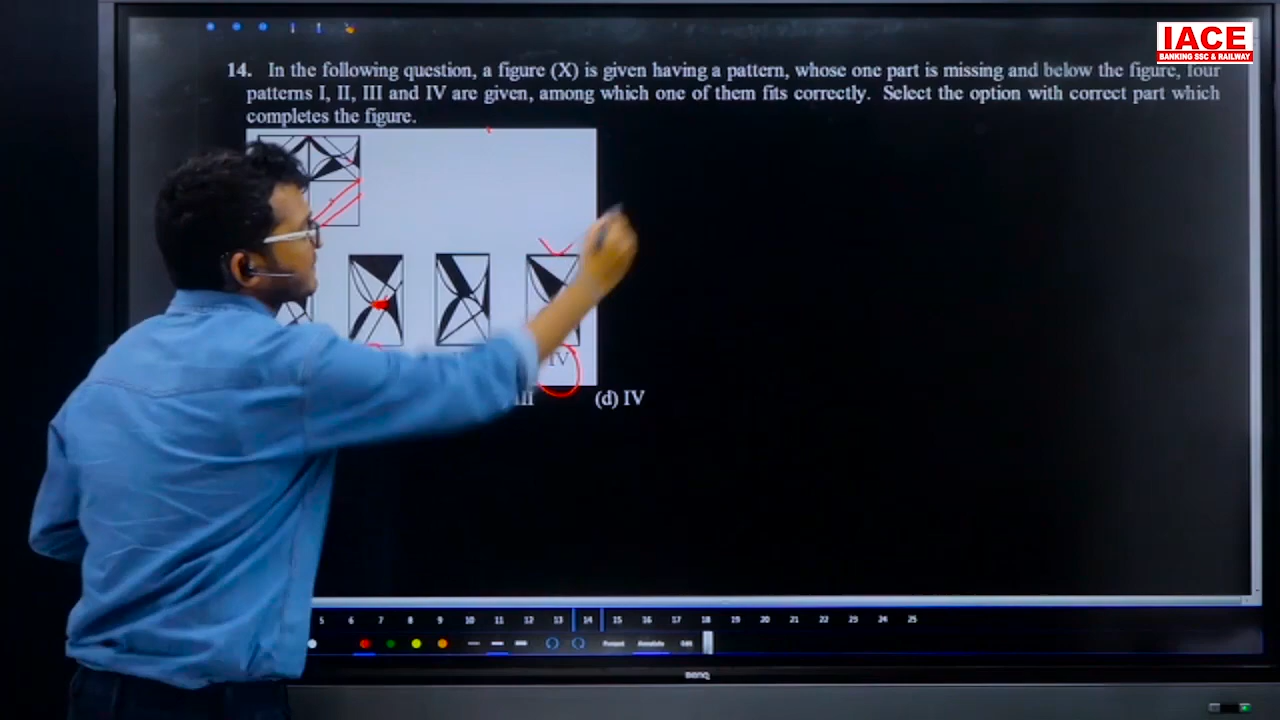 IACE
BANKING SSC & RAILWAY
14. In the following question, a figure (X) is given having a pattern, whose one part is missing and below the figure, four
patterns I, II, III and IV are given, among which one of them fits correctly. Select the option with correct part which
completes the figure.
IV
III (d) IV
5 6 7 8 9 10 11 12 13 14 15 16 17 18 19 20 21 22 23 24 25
BenQ